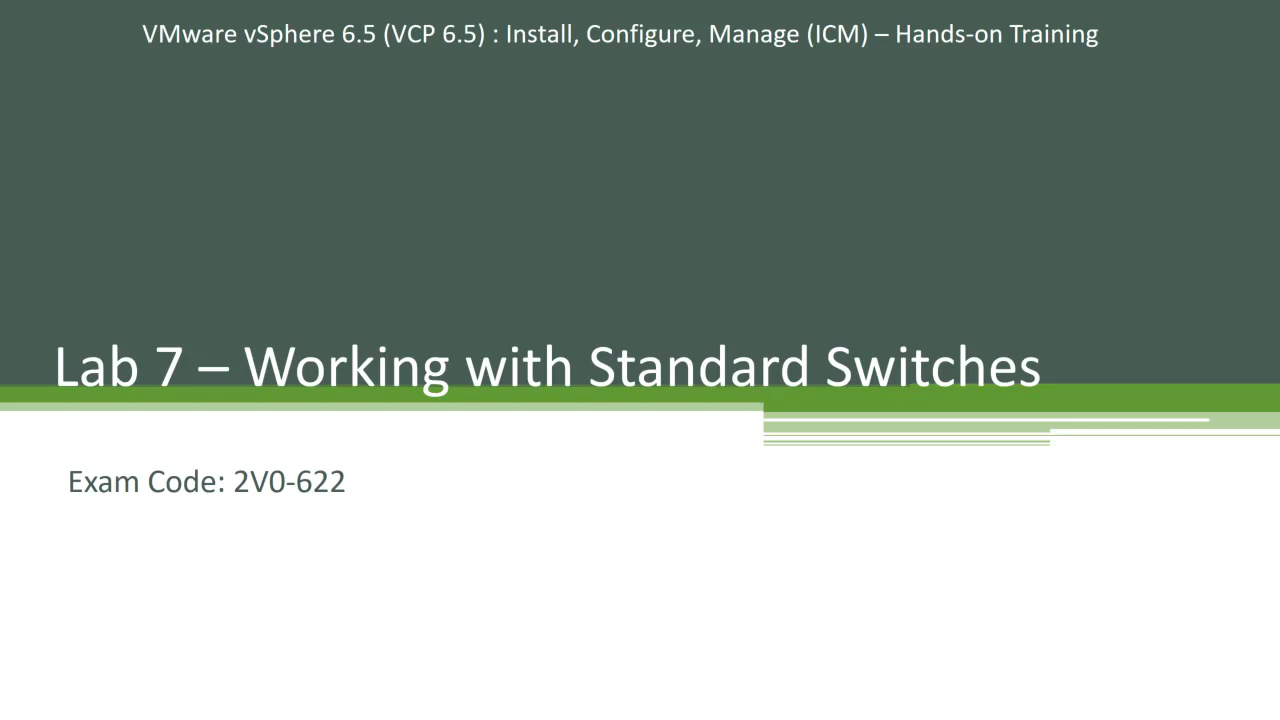 VMware vSphere 6.5 (VCP 6.5) : Install, Configure, Manage (ICM) – Hands-on Training
Lab 7 – Working with Standard Switches
Exam Code: 2V0-622